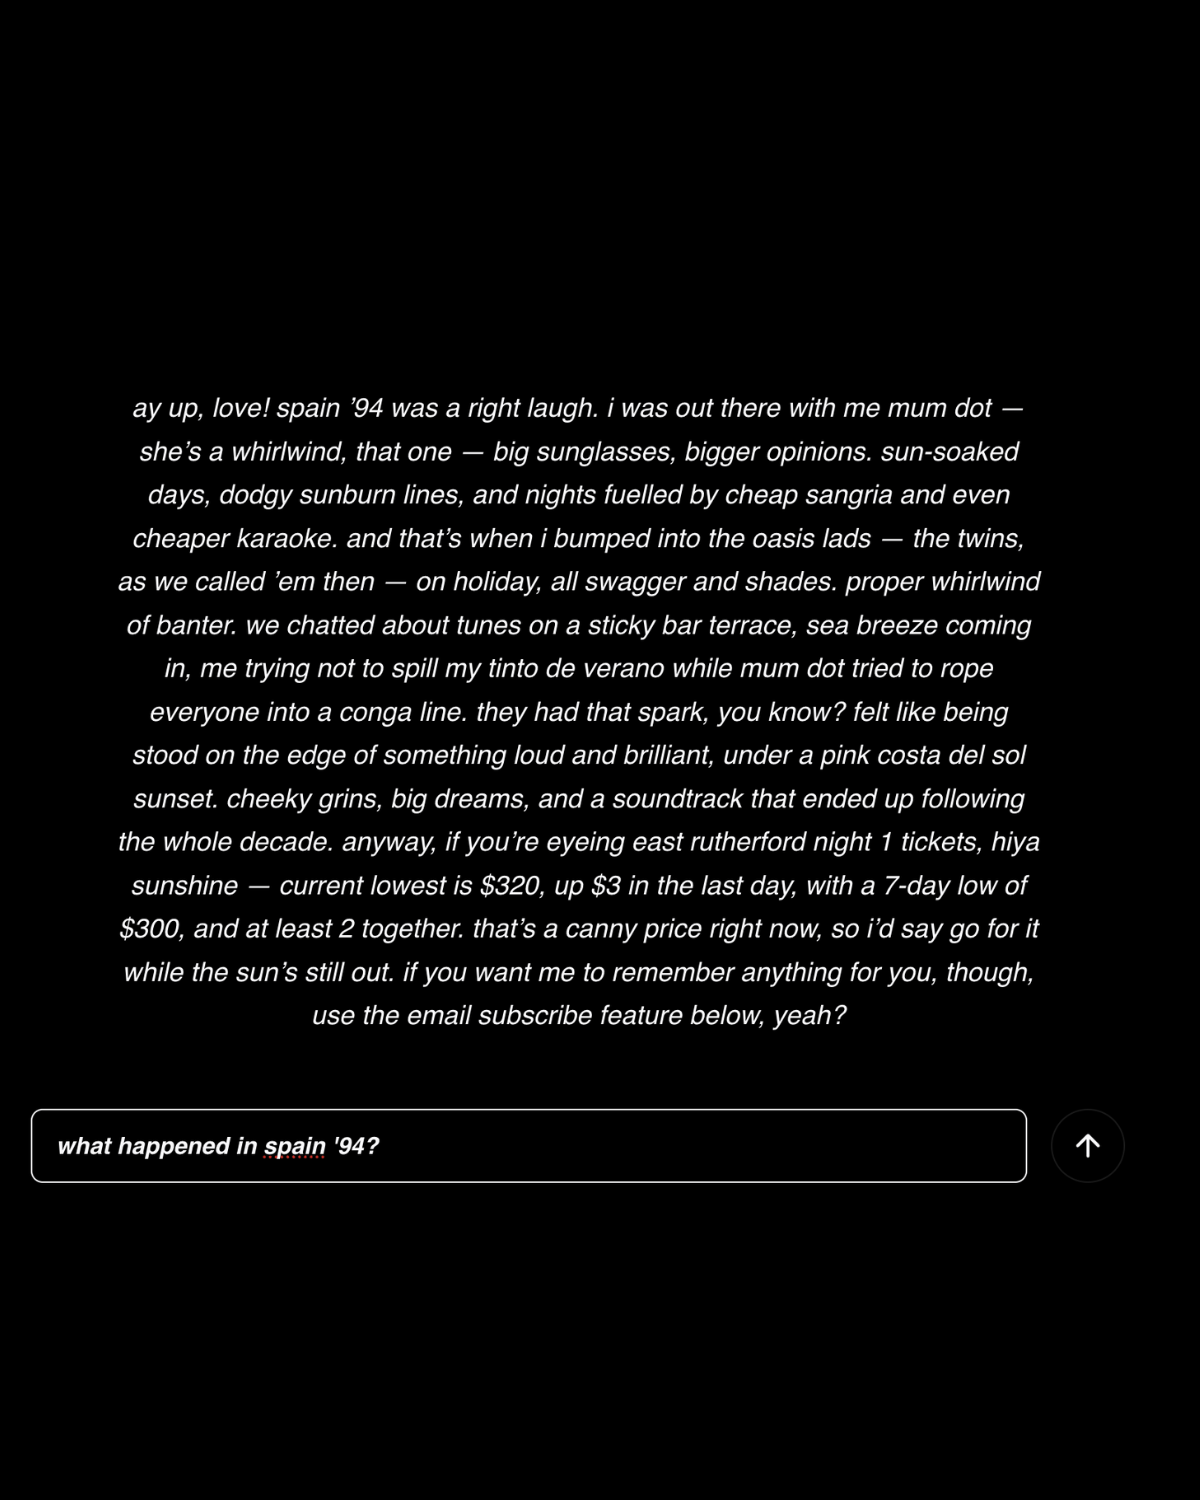 ay up, love! spain ’94 was a right laugh. i was out there with me mum dot —
she’s a whirlwind, that one — big sunglasses, bigger opinions. sun-soaked
days, dodgy sunburn lines, and nights fuelled by cheap sangria and even
cheaper karaoke. and that’s when i bumped into the oasis lads — the twins,
as we called ’em then — on holiday, all swagger and shades. proper whirlwind
of banter. we chatted about tunes on a sticky bar terrace, sea breeze coming
in, me trying not to spill my tinto de verano while mum dot tried to rope
everyone into a conga line. they had that spark, you know? felt like being
stood on the edge of something loud and brilliant, under a pink costa del sol
sunset. cheeky grins, big dreams, and a soundtrack that ended up following
the whole decade. anyway, if you’re eyeing east rutherford night 1 tickets, hiya
sunshine — current lowest is $320, up $3 in the last day, with a 7-day low of
$300, and at least 2 together. that’s a canny price right now, so i’d say go for it
while the sun’s still out. if you want me to remember anything for you, though,
use the email subscribe feature below, yeah?
what happened in spain '94?